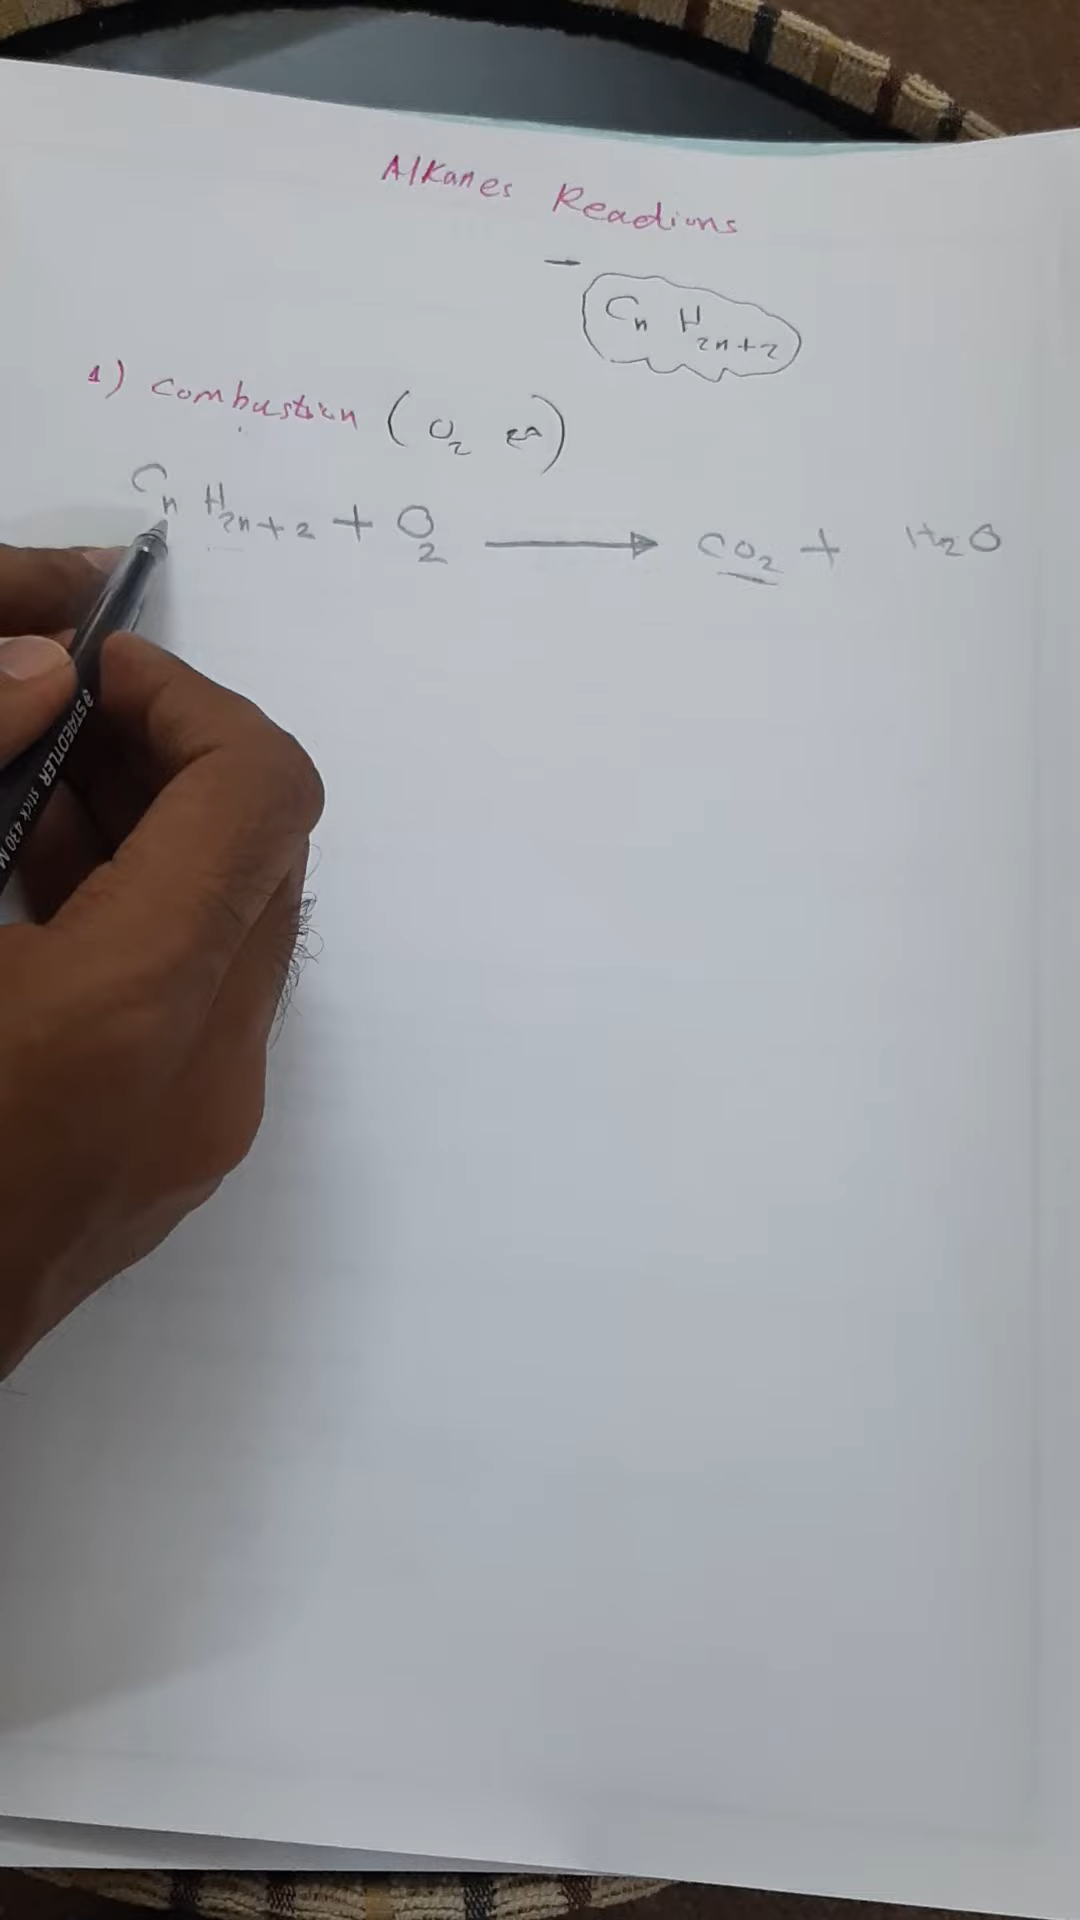 Alkanes Reactions
CnH2n+2
1) Combustion (O2
CnH2n+2 + O2 → CO2 + H2O
STAEDTLER stick 430 M